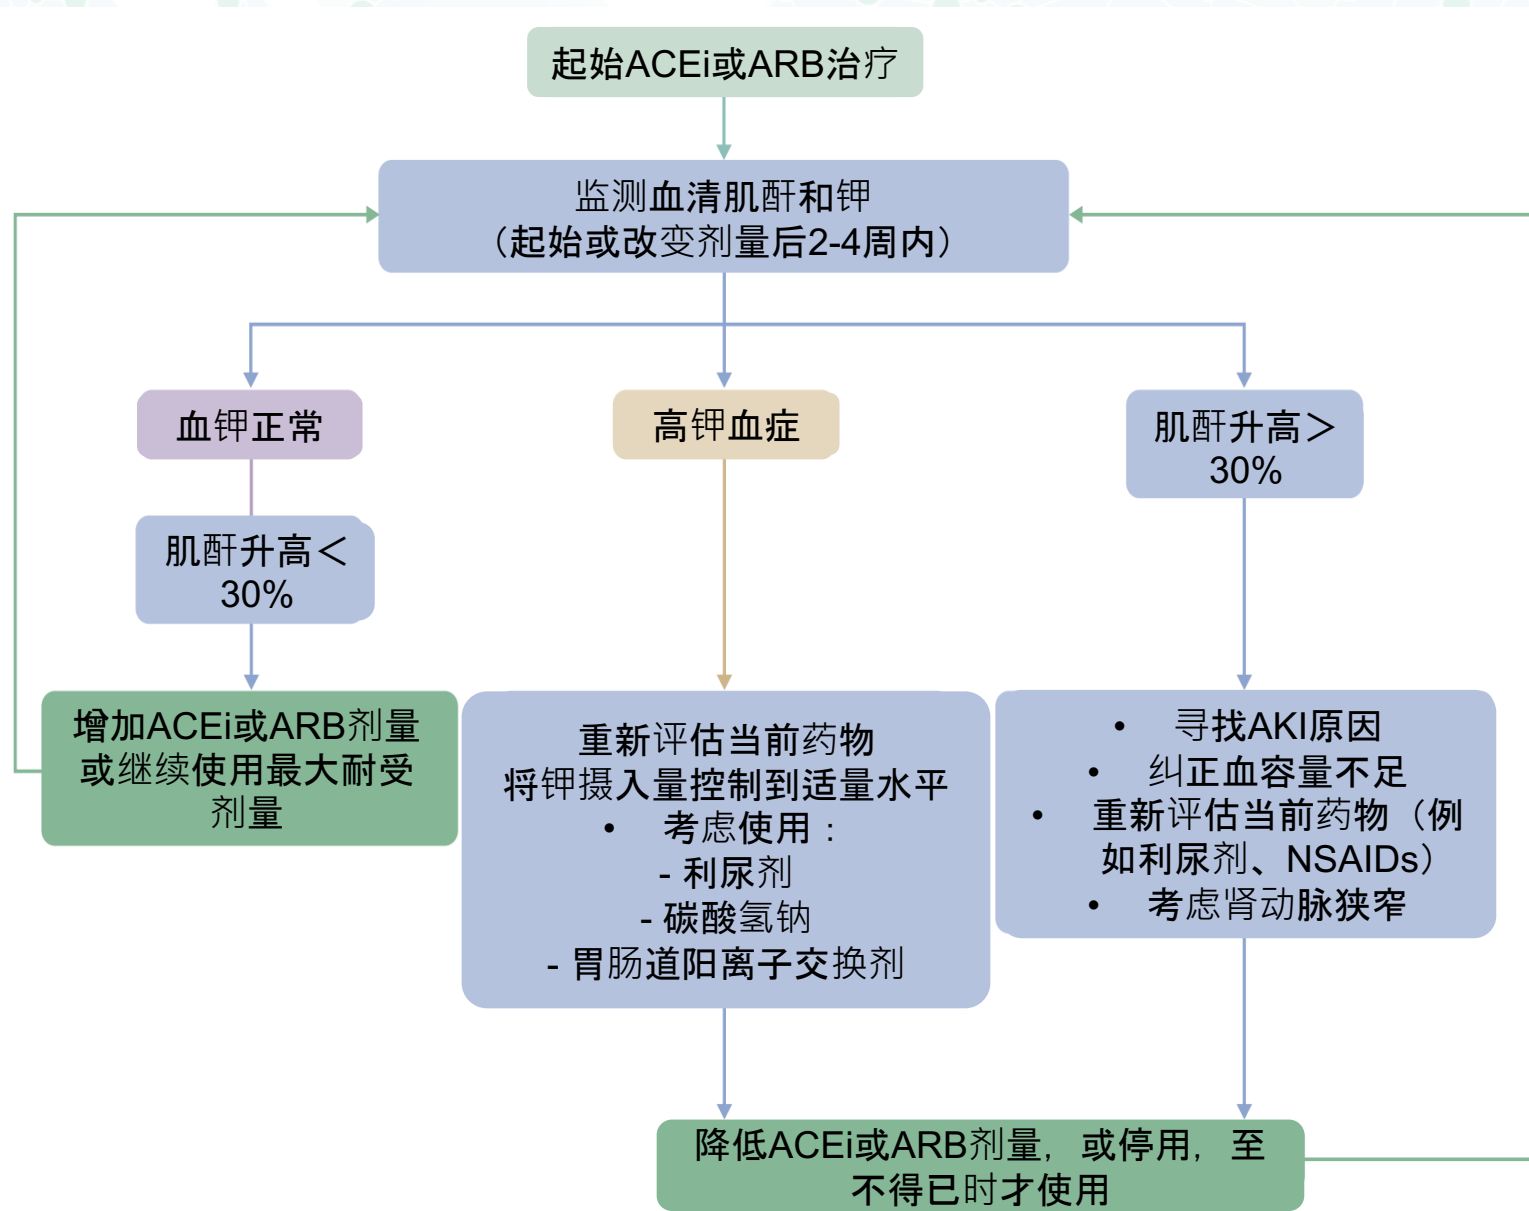 起始ACEi或ARB治疗
监测血清肌酐和钾
（起始或改变剂量后2-4周内）
血钾正常
高钾血症
肌酐升高＞
30%
肌酐升高＜
30%
增加ACEi或ARB剂量
或继续使用最大耐受
剂量
重新评估当前药物
将钾摄入量控制到适量水平
• 考虑使用：
- 利尿剂
- 碳酸氢钠
- 胃肠道阳离子交换剂
• 寻找AKI原因
• 纠正血容量不足
• 重新评估当前药物（例
如利尿剂、NSAIDs）
• 考虑肾动脉狭窄
降低ACEi或ARB剂量，或停用，至
不得已时才使用